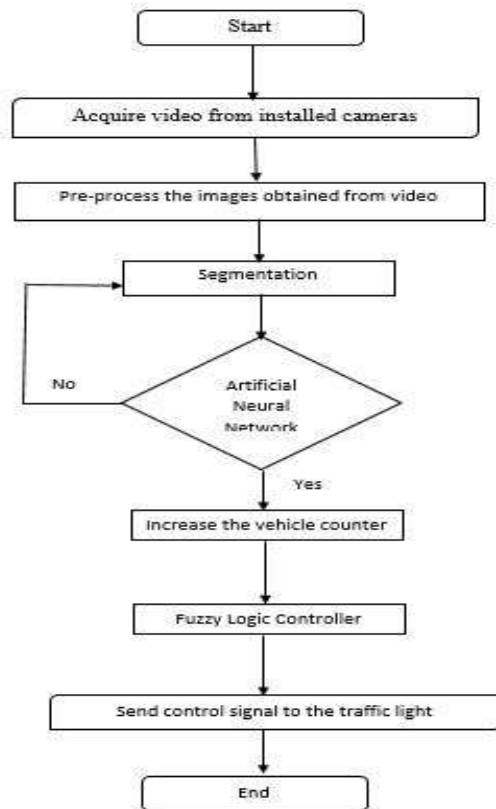 Start
Acquire video from installed cameras
Pre-process the images obtained from video
Segmentation
No
Artificial
Neural
Network
Yes
Increase the vehicle counter
Fuzzy Logic Controller
Send control signal to the traffic light
End